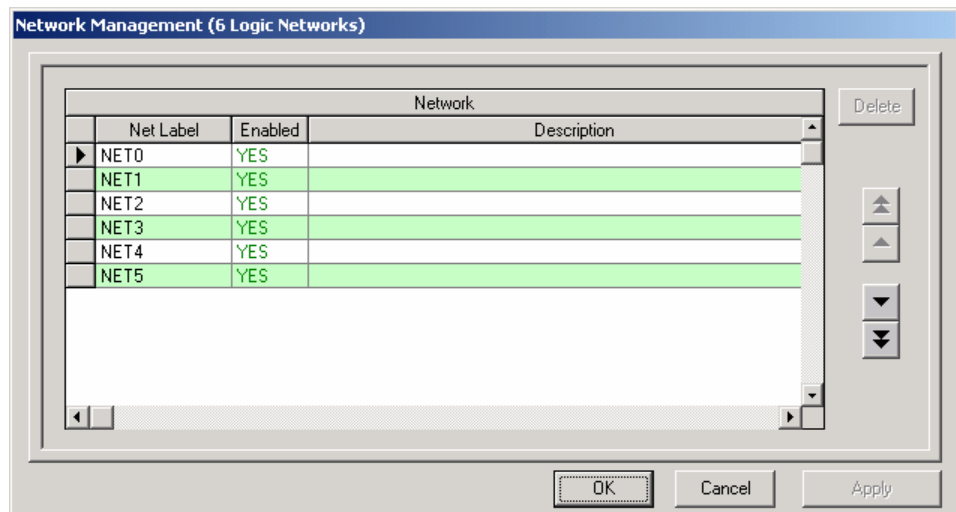 Network Management (6 Logic Networks)
Network
Delete
Net Label Enabled Description
NET0 YES
NET1 YES
NET2 YES
NET3 YES
NET4 YES
NET5 YES
OK Cancel Apply